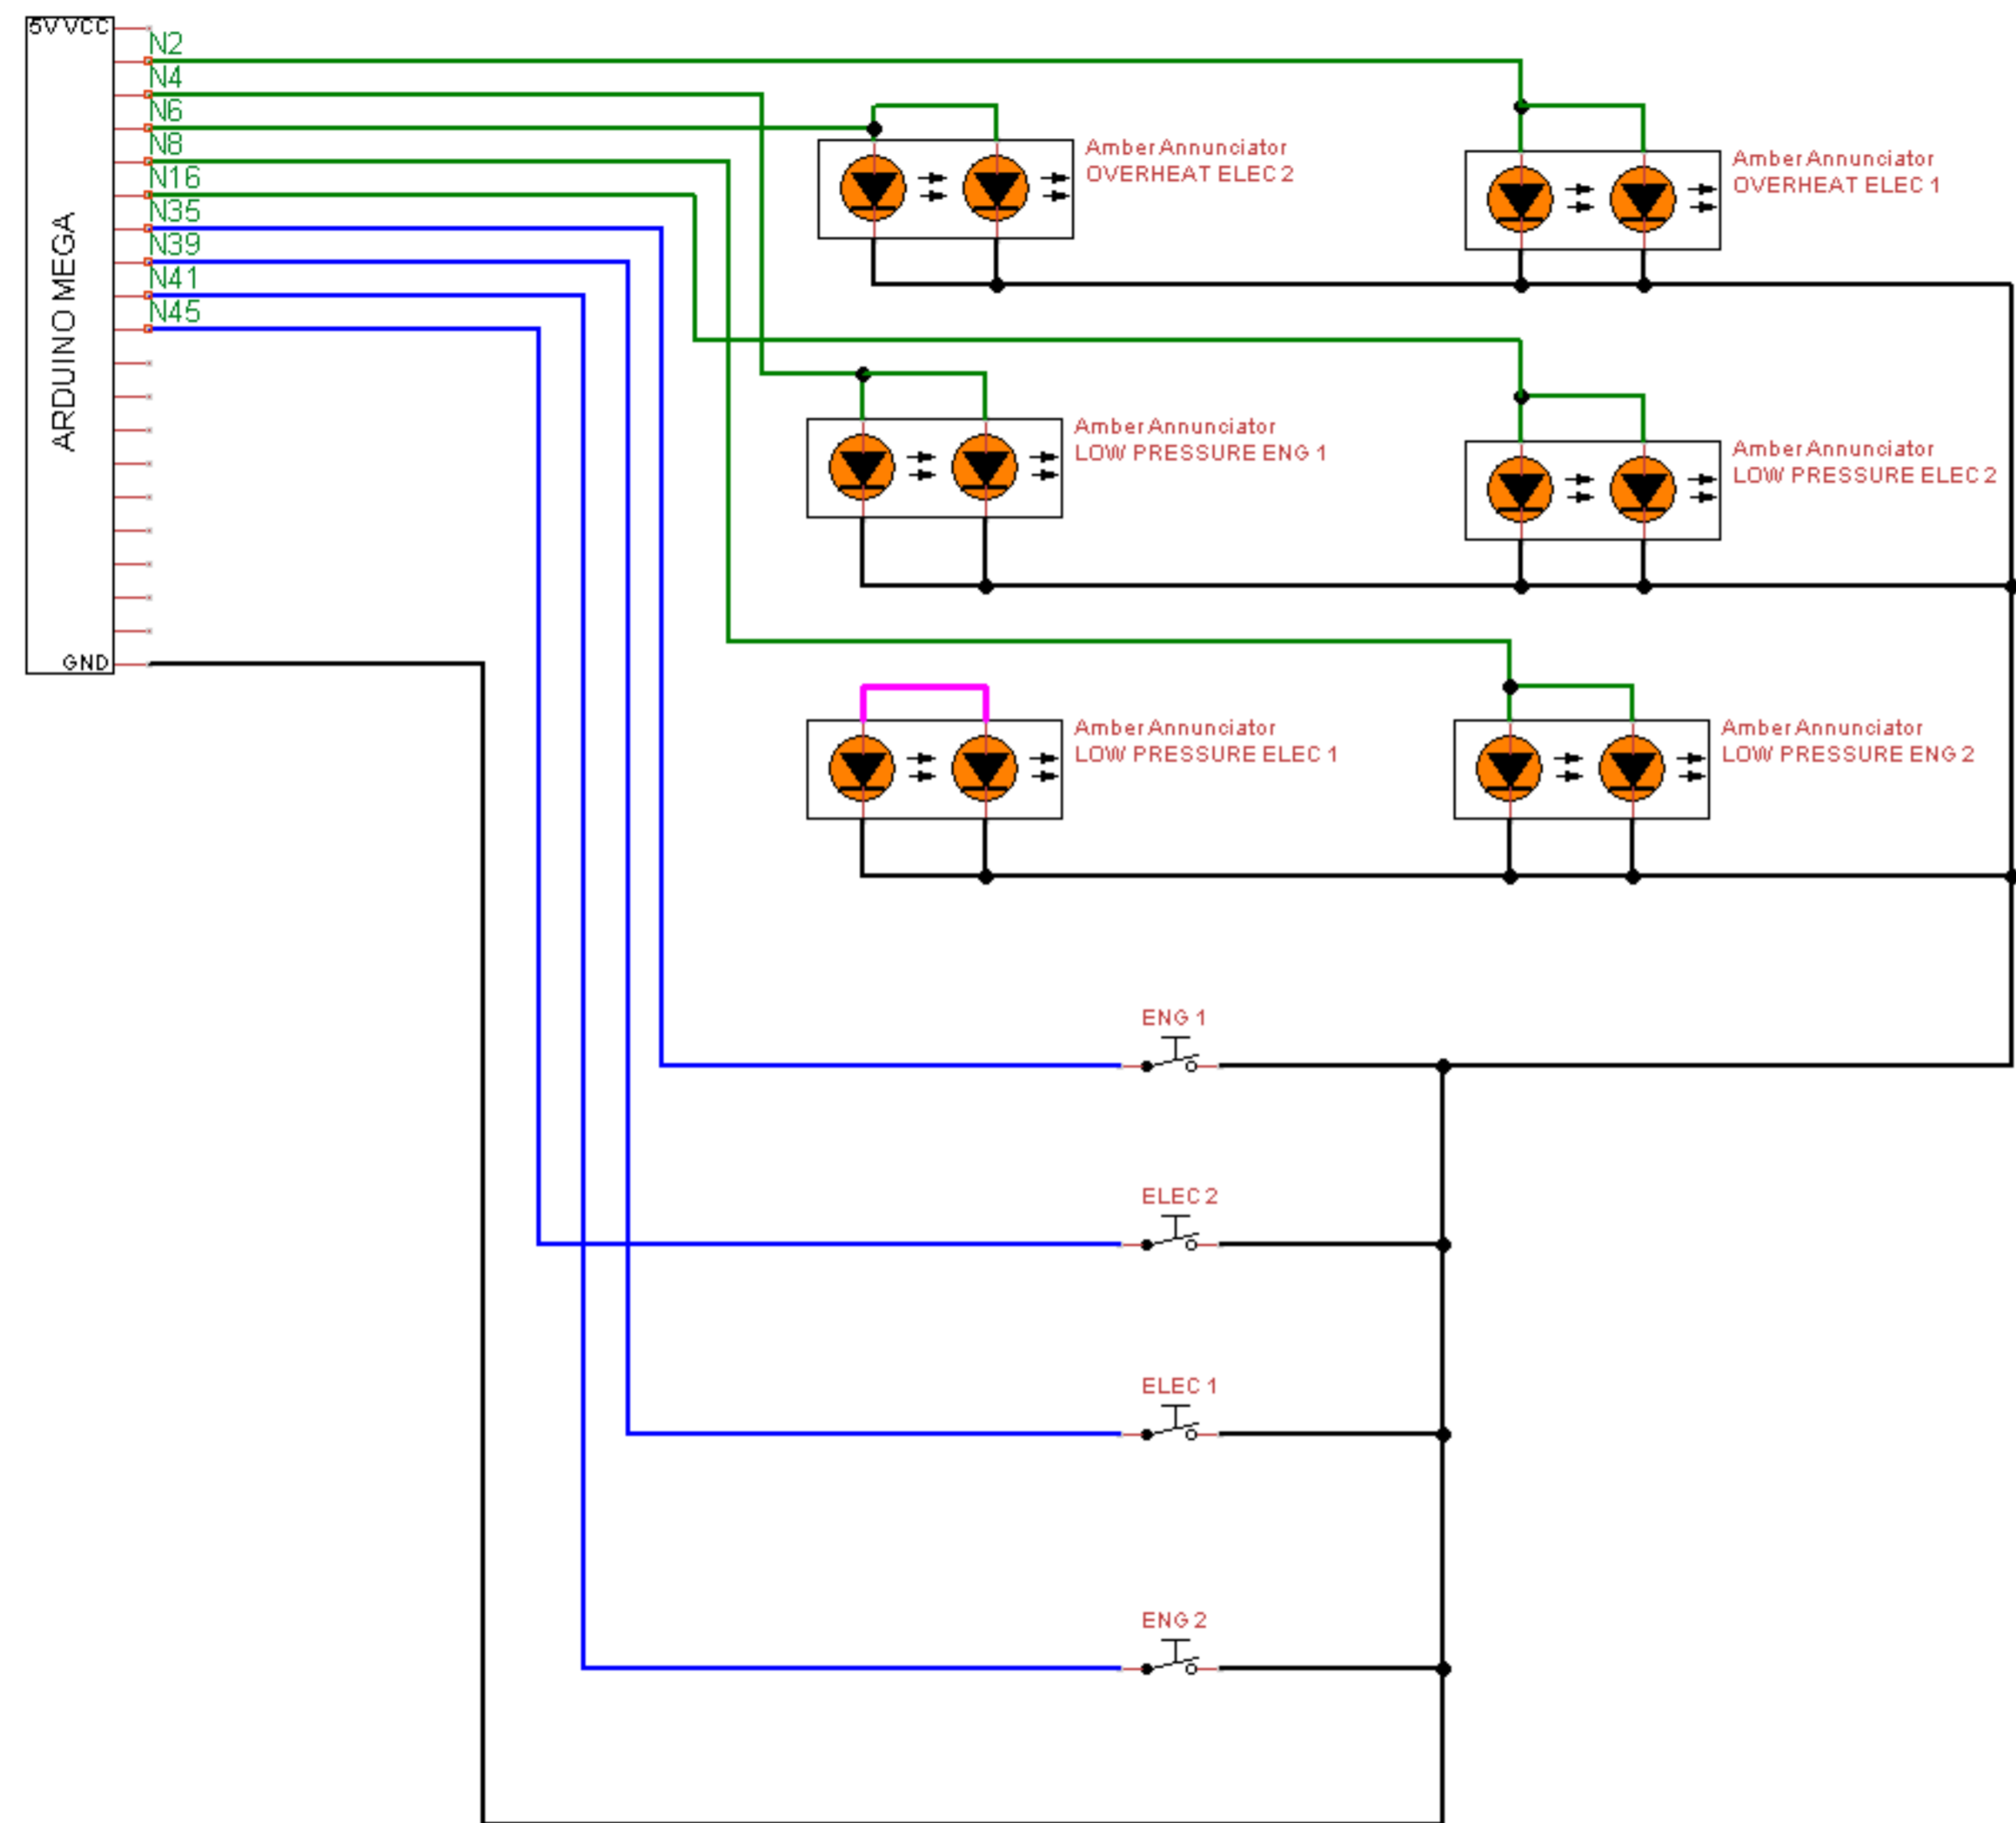 5V VCC
N2
N4
N6
N8
N16
N35
N39
N41
N45
ARDUINO MEGA
GND
Amber Annunciator
OVERHEAT ELEC 2
Amber Annunciator
OVERHEAT ELEC 1
Amber Annunciator
LOW PRESSURE ENG 1
Amber Annunciator
LOW PRESSURE ELEC 2
Amber Annunciator
LOW PRESSURE ELEC 1
Amber Annunciator
LOW PRESSURE ENG 2
ENG 1
ELEC 2
ELEC 1
ENG 2